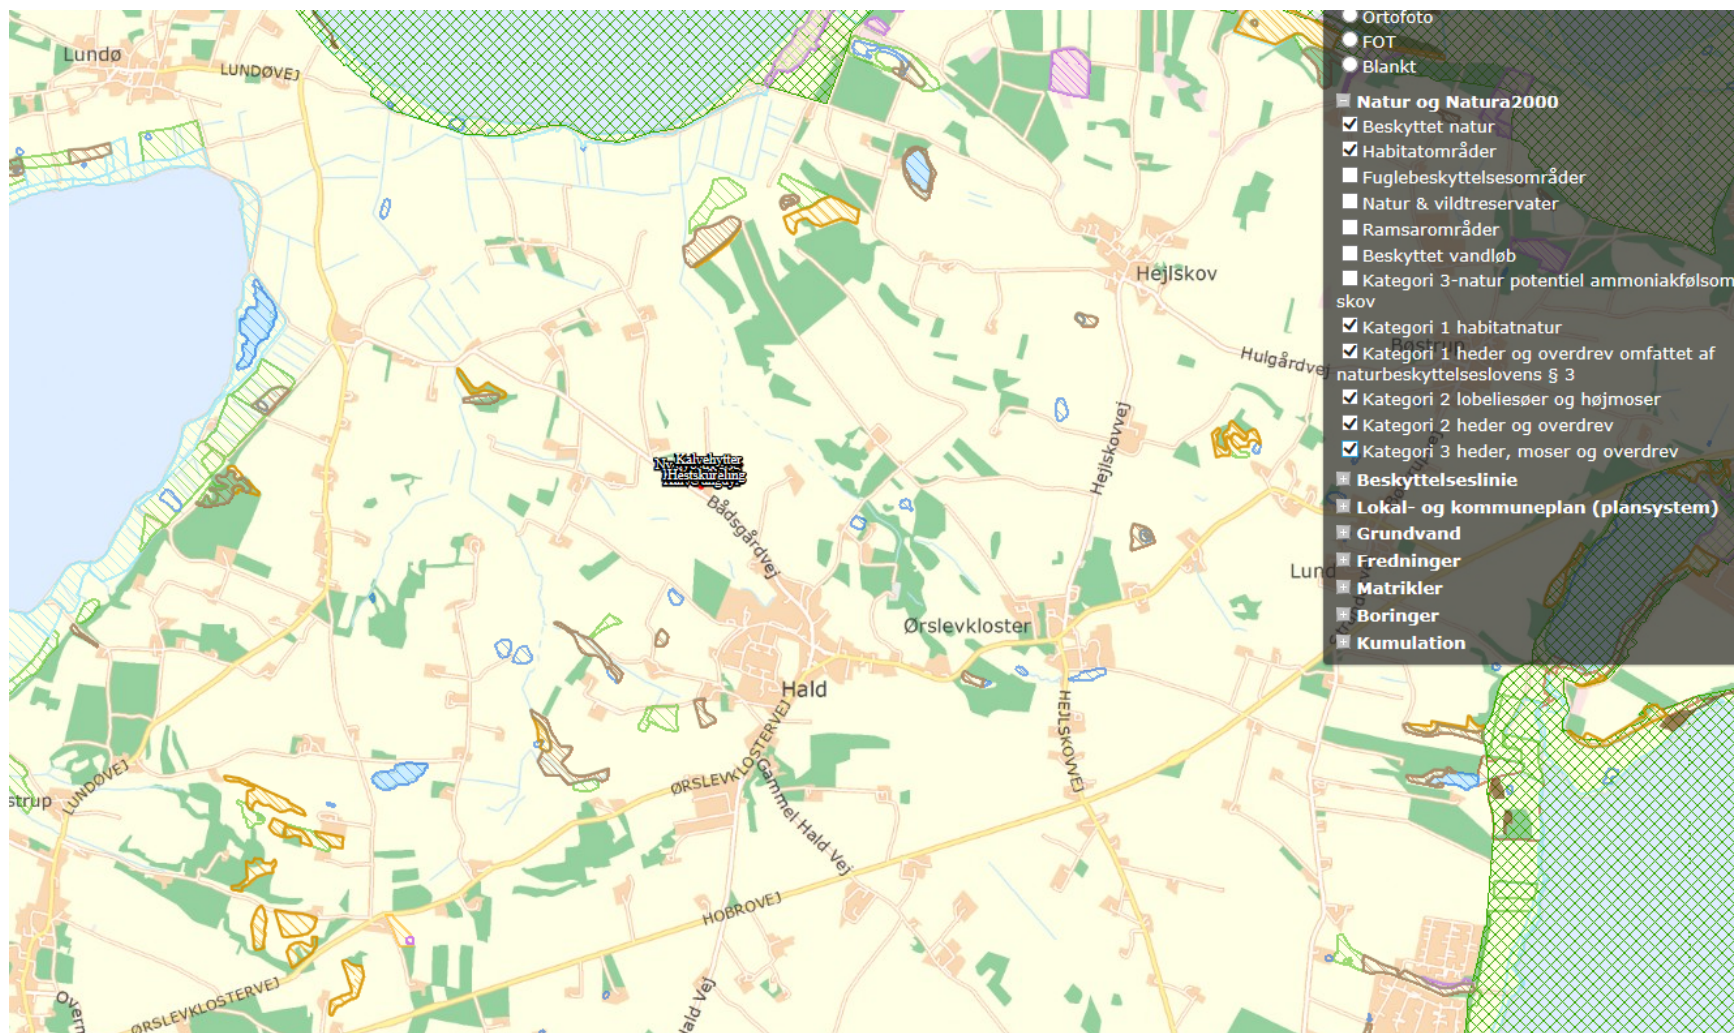 Lundø
LUNDØVEJ
Hejlskov
Hulgårdvej
Hejlskovvej
Kalvehytter
Hestskureling
Bådsgårdvej
Ørslevkloster
Hald
HEJLSKOVVEJ
ØRSLEVKLOSTERVEJ
Gammel Hald Vej
LUNDØVEJ
strup
HOBROVEJ
ØRSLEVKLOSTERVEJ
Hald Vej
Overn
Bøstrup
Lund
Ortofoto
FOT
Blankt
Natur og Natura2000
Beskyttet natur
Habitatområder
Fuglebeskyttelsesområder
Natur & vildtreservater
Ramsarområder
Beskyttet vandløb
Kategori 3-natur potentiel ammoniakfølsom
skov
Kategori 1 habitatnatur
Kategori 1 heder og overdrev omfattet af
naturbeskyttelseslovens § 3
Kategori 2 lobeliesøer og højmoser
Kategori 2 heder og overdrev
Kategori 3 heder, moser og overdrev
Beskyttelseslinie
Lokal- og kommuneplan (plansystem)
Grundvand
Fredninger
Matrikler
Boringer
Kumulation